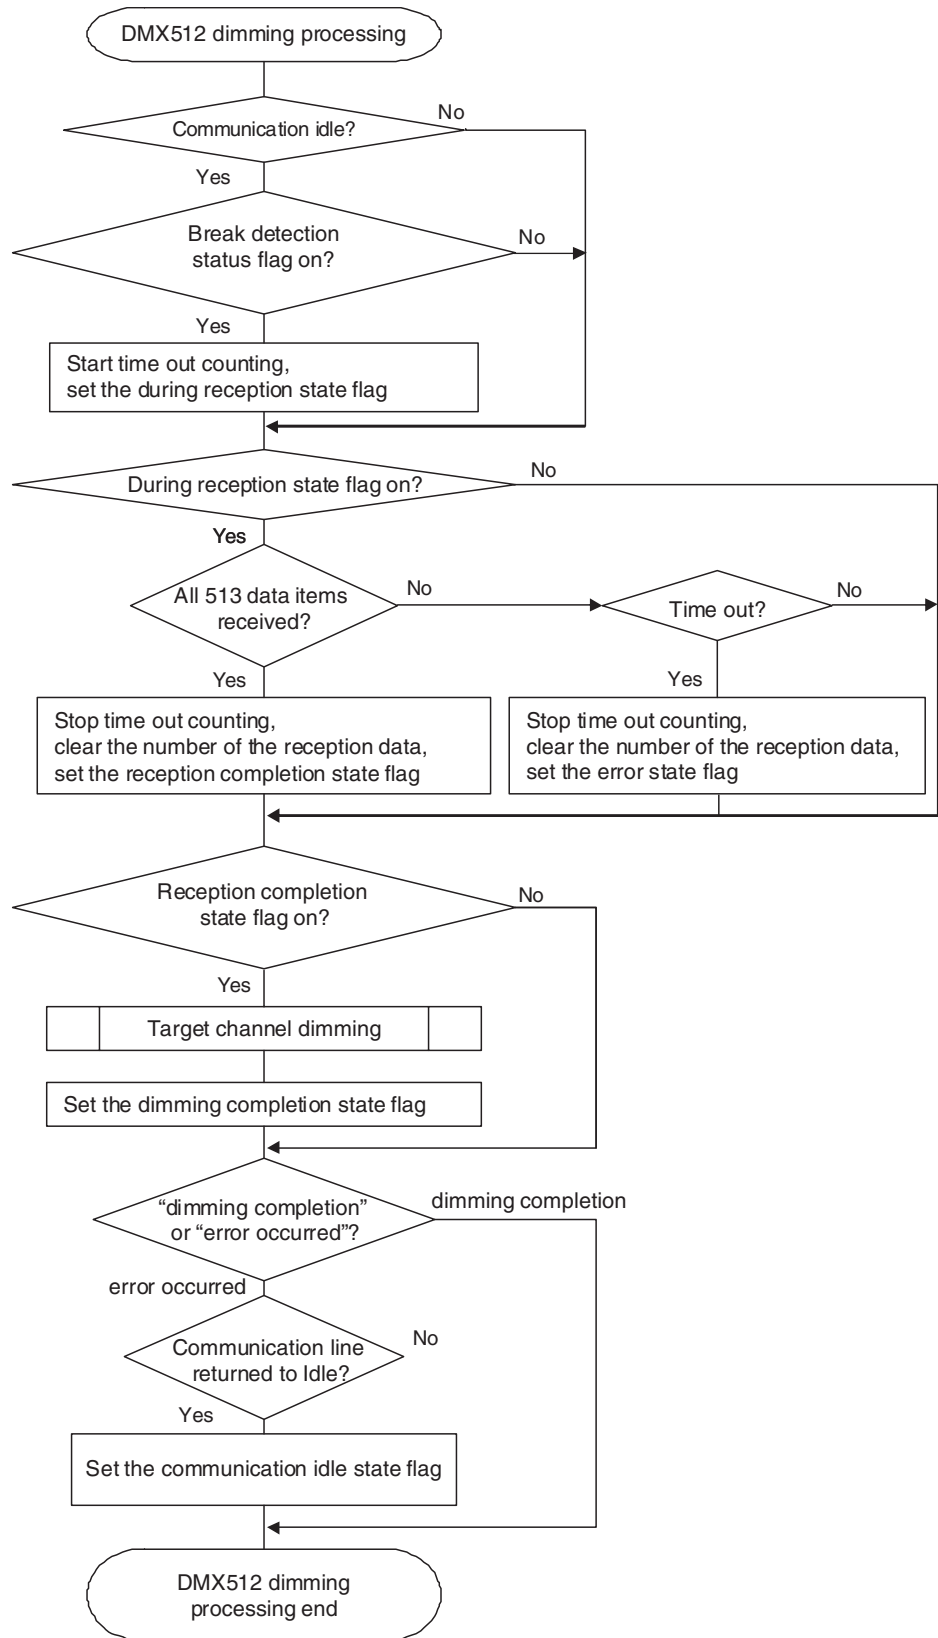 DMX512 dimming processing
No
Communication idle?
Yes
Break detection
status flag on?
No
Yes
Start time out counting,
set the during reception state flag
During reception state flag on?
No
Yes
All 513 data items
received?
No
Time out?
No
Yes
Yes
Stop time out counting,
clear the number of the reception data,
set the reception completion state flag
Stop time out counting,
clear the number of the reception data,
set the error state flag
Reception completion
state flag on?
No
Yes
Target channel dimming
Set the dimming completion state flag
“dimming completion”
or “error occurred”?
dimming completion
error occurred
Communication line
returned to Idle?
No
Yes
Set the communication idle state flag
DMX512 dimming
processing end